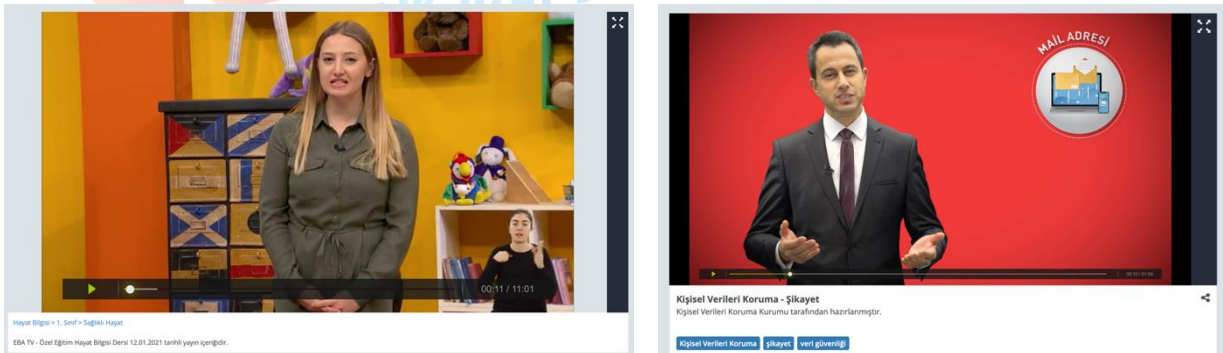 00:11 / 11:01
Hayat Bilgisi > 1. Sınıf > Sağlıklı Hayat
EBA TV - Özel Eğitim Hayat Bilgisi Dersi 12.01.2021 tarihli yayın içeriğidir.
MAİL ADRESİ
Kişisel Verileri Koruma - Şikayet
Kişisel Verileri Koruma Kurumu tarafından hazırlanmıştır.
Kişisel Verileri Koruma şikayet veri güvenliği